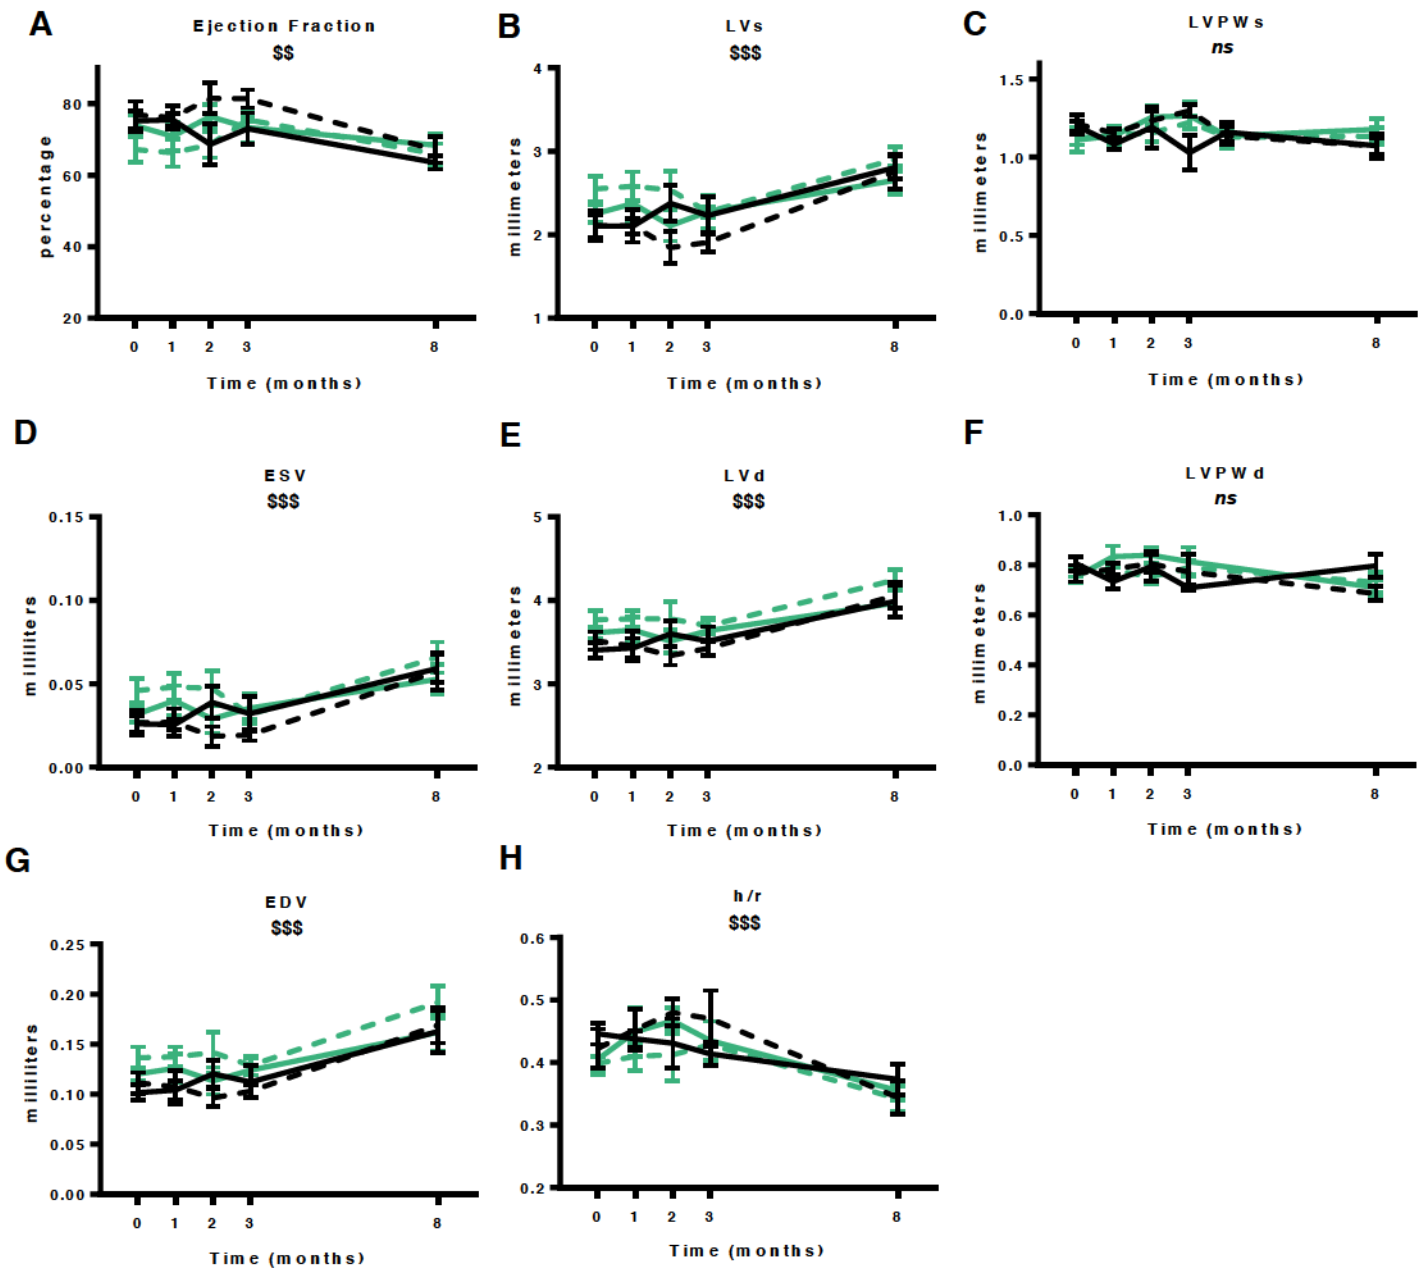 A
Ejection Fraction
$$
percentage
80
60
40
20
0 1 2 3 8
Time (months)
B
LVs
$$$
millimeters
4
3
2
1
0 1 2 3 8
Time (months)
C
LVPWs
ns
millimeters
1.5
1.0
0.5
0.0
0 1 2 3 8
Time (months)
D
ESV
$$$
milliliters
0.15
0.10
0.05
0.00
0 1 2 3 8
Time (months)
E
LVd
$$$
millimeters
5
4
3
2
0 1 2 3 8
Time (months)
F
LVPWd
ns
millimeters
1.0
0.8
0.6
0.4
0.2
0.0
0 1 2 3 8
Time (months)
G
EDV
$$$
milliliters
0.25
0.20
0.15
0.10
0.05
0.00
0 1 2 3 8
Time (months)
H
h/r
$$$
0.6
0.5
0.4
0.3
0.2
0 1 2 3 8
Time (months)